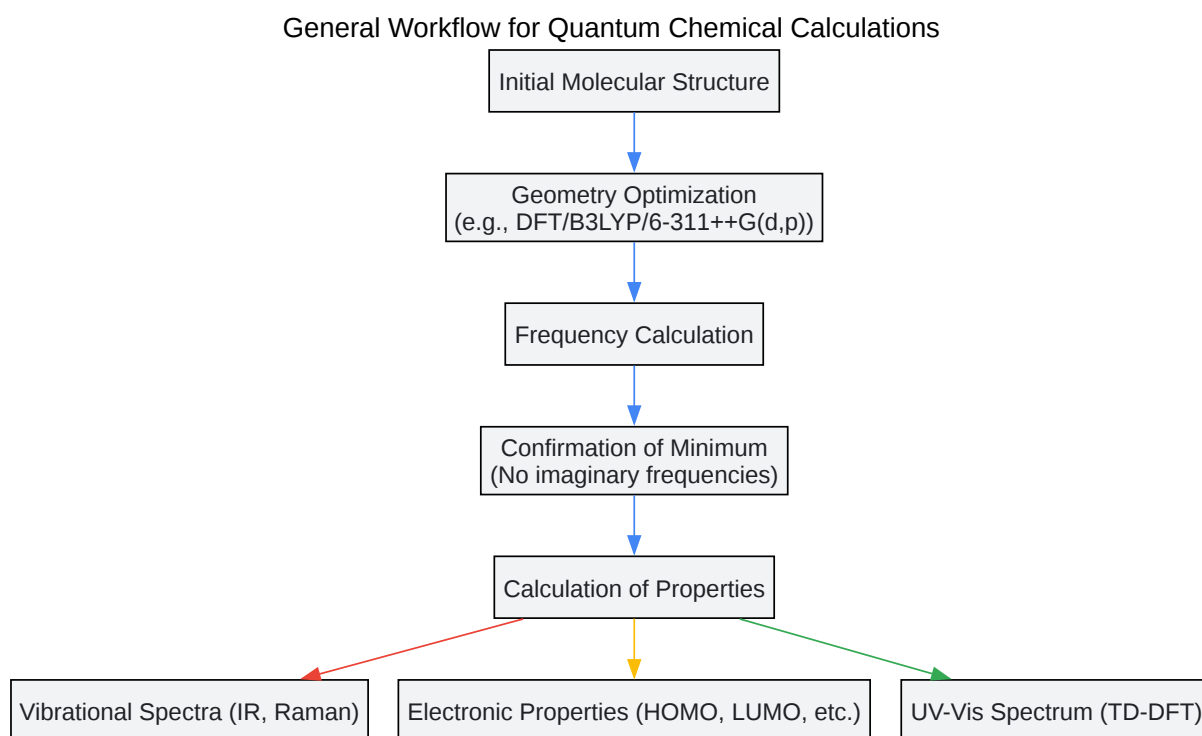 General Workflow for Quantum Chemical Calculations
Initial Molecular Structure
Geometry Optimization
(e.g., DFT/B3LYP/6-311++G(d,p))
Frequency Calculation
Confirmation of Minimum
(No imaginary frequencies)
Calculation of Properties
Vibrational Spectra (IR, Raman)
Electronic Properties (HOMO, LUMO, etc.)
UV-Vis Spectrum (TD-DFT)